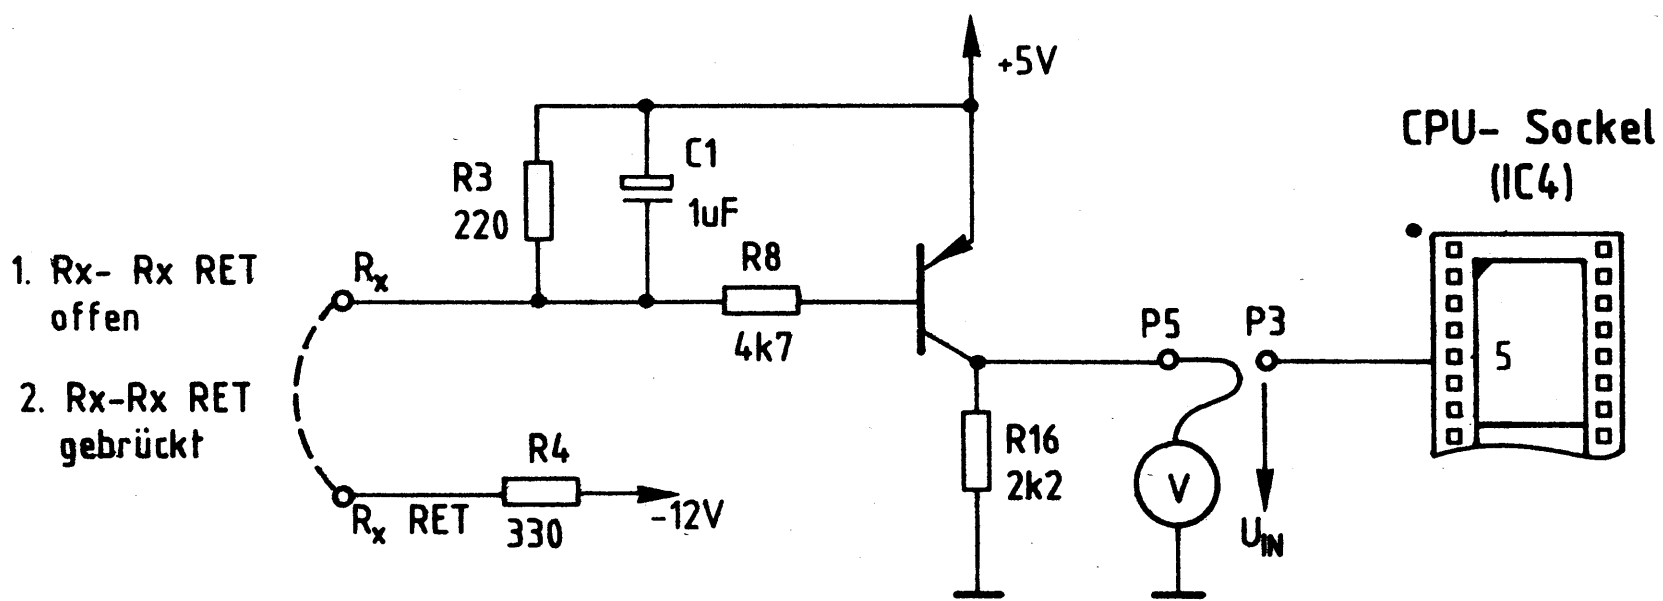 +5V
CPU- Sockel
(IC4)
R3
220
C1
1uF
1. Rx- Rx RET
offen
Rx
R8
4k7
P5
P3
5
2. Rx-Rx RET
gebrückt
R4
330
Rx RET
-12V
R16
2k2
V
UIN